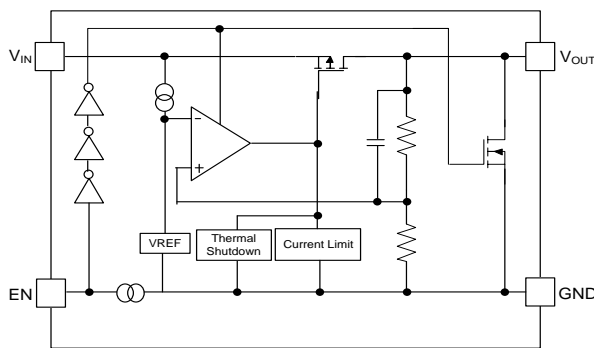 VIN
VOUT
−
+
VREF
Thermal
Shutdown
Current Limit
EN
GND